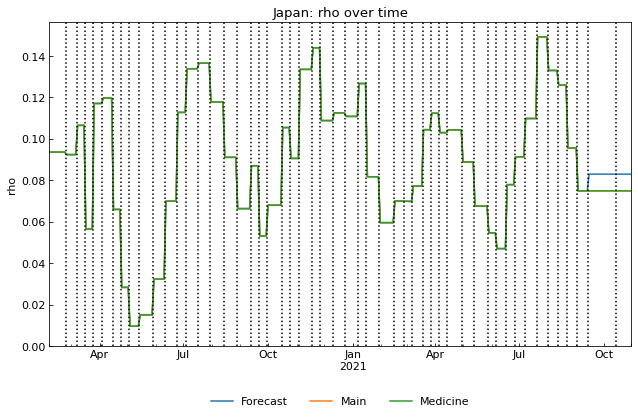 Japan: rho over time
rho
0.14
0.12
0.10
0.08
0.06
0.04
0.02
0.00
Apr Jul Oct Jan Apr Jul Oct
2021
Forecast Main Medicine